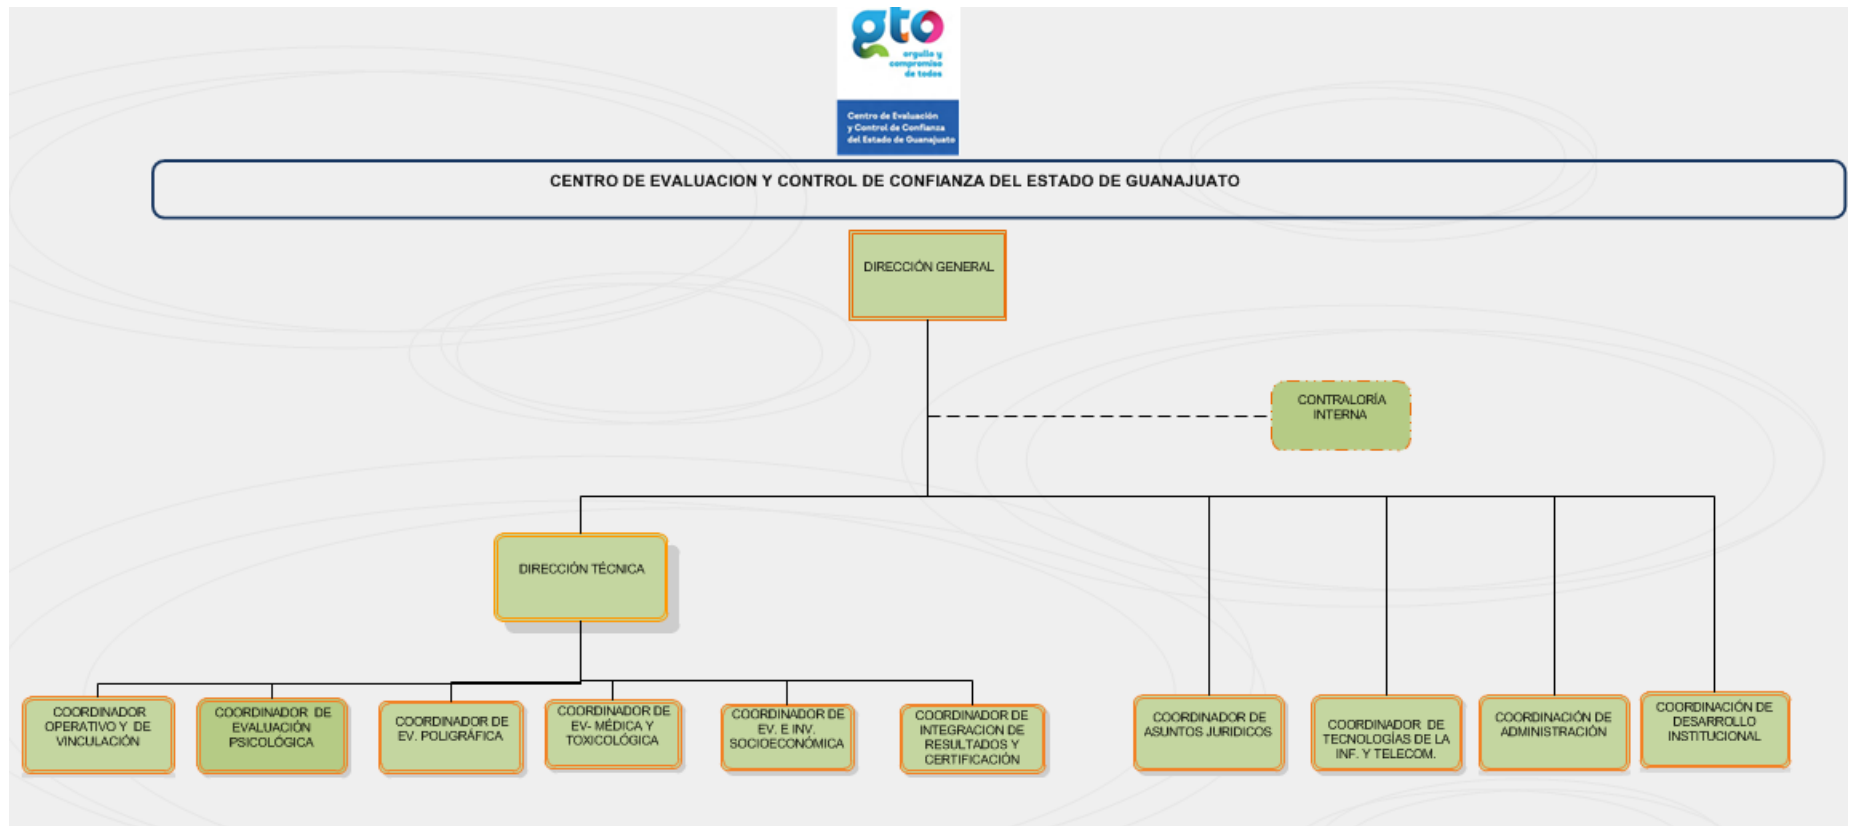 gto
orgullo y
compromiso
de todos
Centro de Evaluación
y Control de Confianza
del Estado de Guanajuato
CENTRO DE EVALUACION Y CONTROL DE CONFIANZA DEL ESTADO DE GUANAJUATO
DIRECCIÓN GENERAL
CONTRALORÍA
INTERNA
DIRECCIÓN TÉCNICA
COORDINADOR
OPERATIVO Y DE
VINCULACIÓN
COORDINADOR DE
EVALUACIÓN
PSICOLÓGICA
COORDINADOR DE
EV. POLIGRÁFICA
COORDINADOR DE
EV- MÉDICA Y
TOXICOLÓGICA
COORDINADOR DE
EV. E INV.
SOCIOECONÓMICA
COORDINADOR DE
INTEGRACION DE
RESULTADOS Y
CERTIFICACIÓN
COORDINADOR DE
ASUNTOS JURIDICOS
COORDINADOR DE
TECNOLOGÍAS DE LA
INF. Y TELECOM.
COORDINACIÓN DE
ADMINISTRACIÓN
COORDINACIÓN DE
DESARROLLO
INSTITUCIONAL